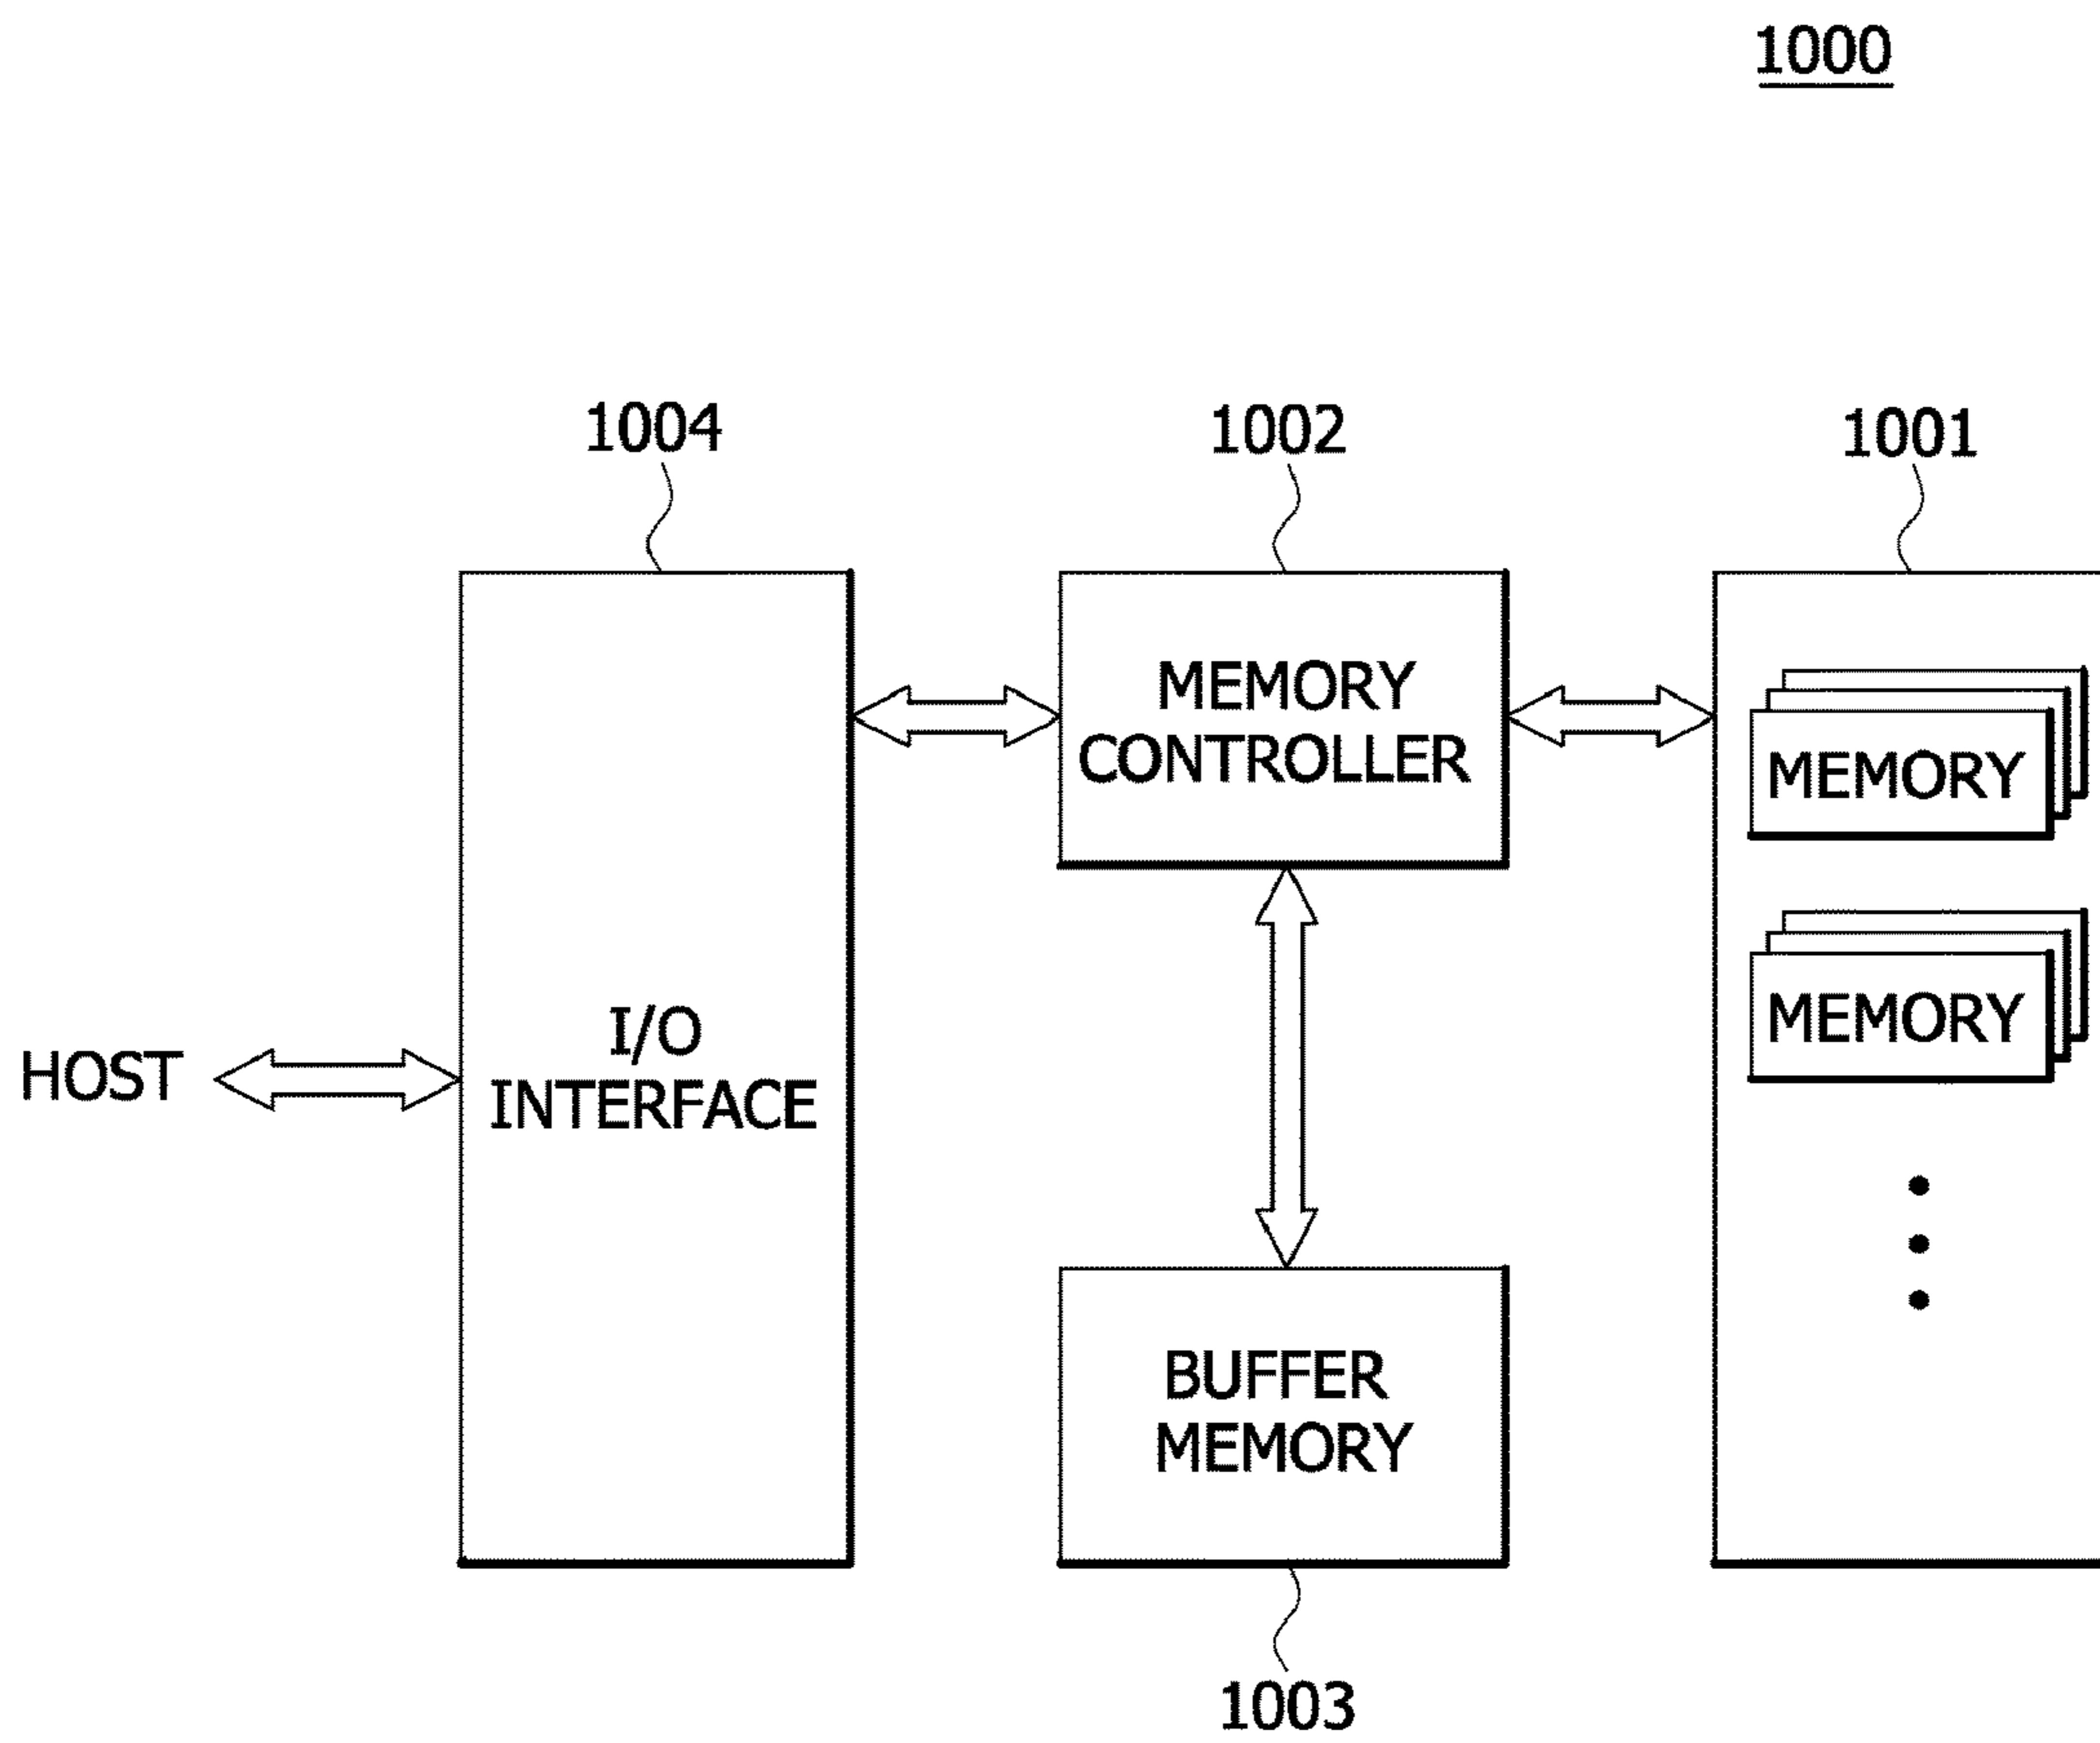 1000
1004
1002
1001
MEMORY
CONTROLLER
MEMORY
MEMORY
HOST
I/O
INTERFACE
BUFFER
MEMORY
1003